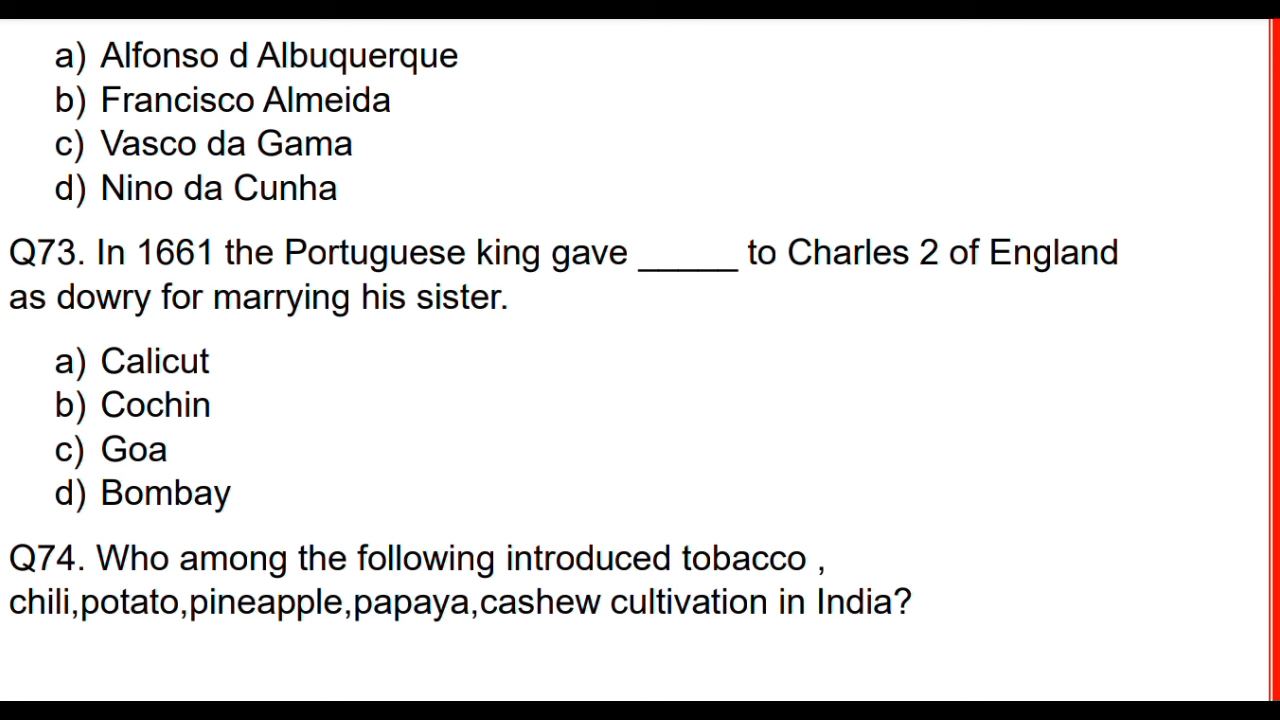 a) Alfonso d Albuquerque
b) Francisco Almeida
c) Vasco da Gama
d) Nino da Cunha
Q73. In 1661 the Portuguese king gave _____ to Charles 2 of England
as dowry for marrying his sister.
a) Calicut
b) Cochin
c) Goa
d) Bombay
Q74. Who among the following introduced tobacco ,
chili,potato,pineapple,papaya,cashew cultivation in India?